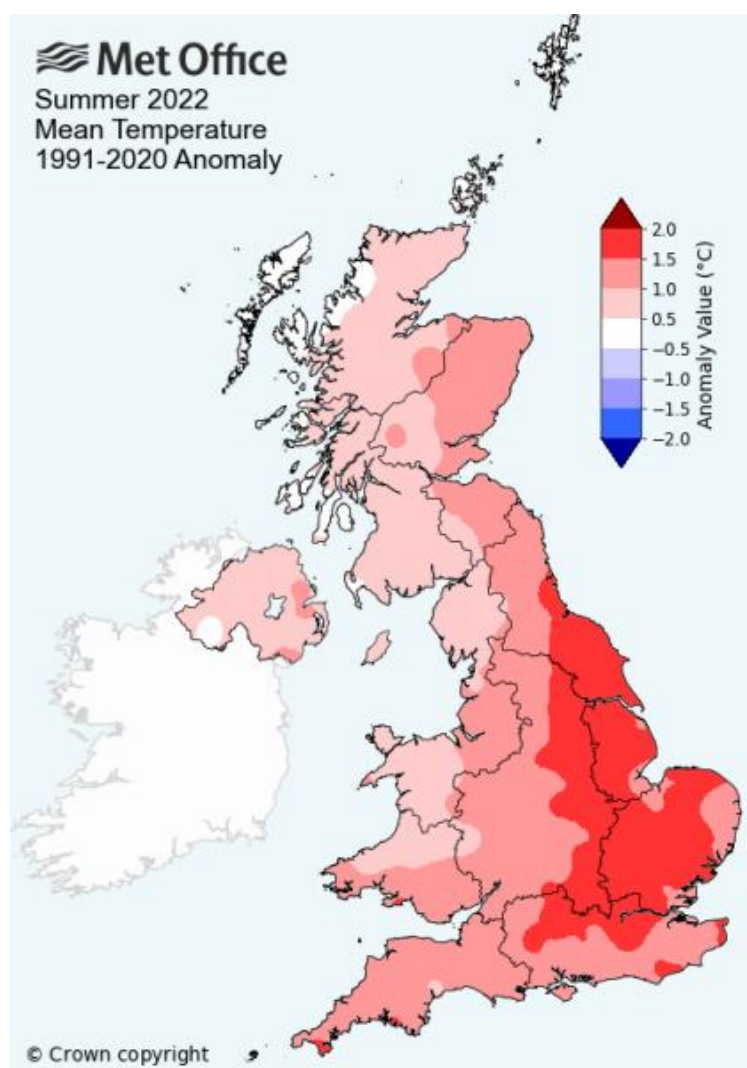 Met Office
Summer 2022
Mean Temperature
1991-2020 Anomaly
2.0
1.5
1.0
0.5
−0.5
−1.0
−1.5
−2.0
Anomaly Value (°C)
© Crown copyright